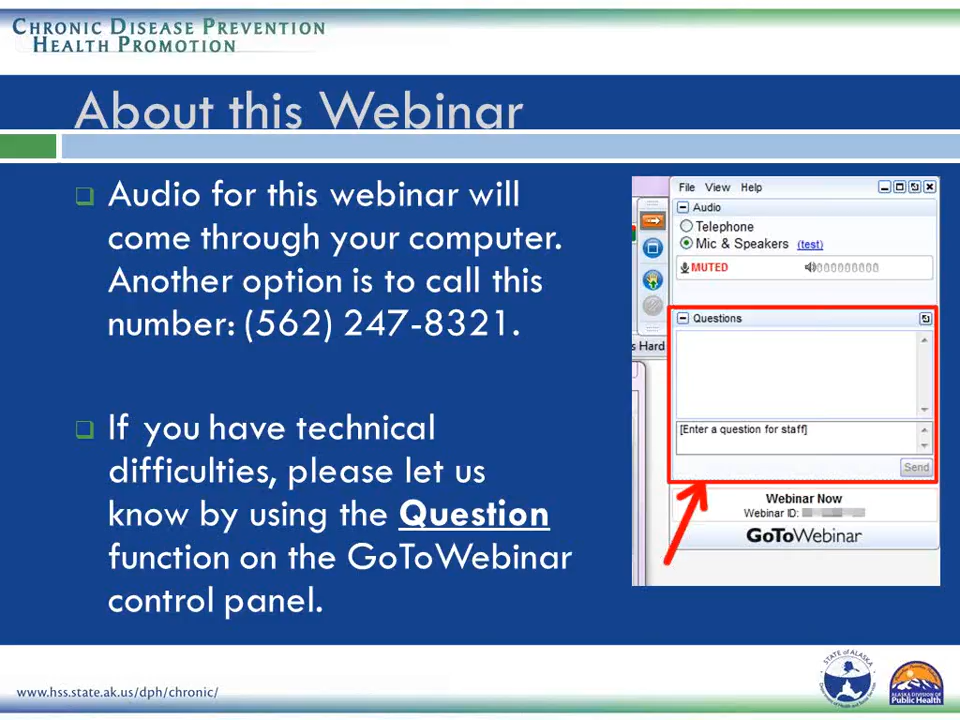 CHRONIC DISEASE PREVENTION
HEALTH PROMOTION
About this Webinar
Audio for this webinar will
come through your computer.
Another option is to call this
number: (562) 247-8321.
If you have technical
difficulties, please let us
know by using the Question
function on the GoToWebinar
control panel.
File View Help
Audio
Telephone
Mic & Speakers (test)
MUTED
Questions
s Hard
[Enter a question for staff]
Send
Webinar Now
Webinar ID:
GoToWebinar
www.hss.state.ak.us/dph/chronic/
STATE of ALASKA
ALASKA DIVISION OF
Public Health